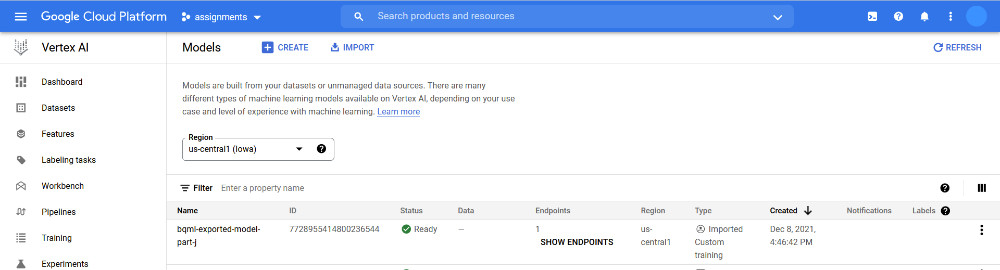 Google Cloud Platform
assignments
Search products and resources
Vertex AI
Models
CREATE
IMPORT
REFRESH
Dashboard
Datasets
Features
Labeling tasks
Workbench
Pipelines
Training
Experiments
Models are built from your datasets or unmanaged data sources. There are many
different types of machine learning models available on Vertex AI, depending on your use
case and level of experience with machine learning. Learn more
Region
us-central1 (Iowa)
Filter Enter a property name
Name ID Status Data Endpoints Region Type Created Notifications Labels
bqml-exported-model-
part-j
7728955414800236544
Ready
—
1
SHOW ENDPOINTS
us-
central1
Imported
Custom
training
Dec 8, 2021,
4:46:42 PM